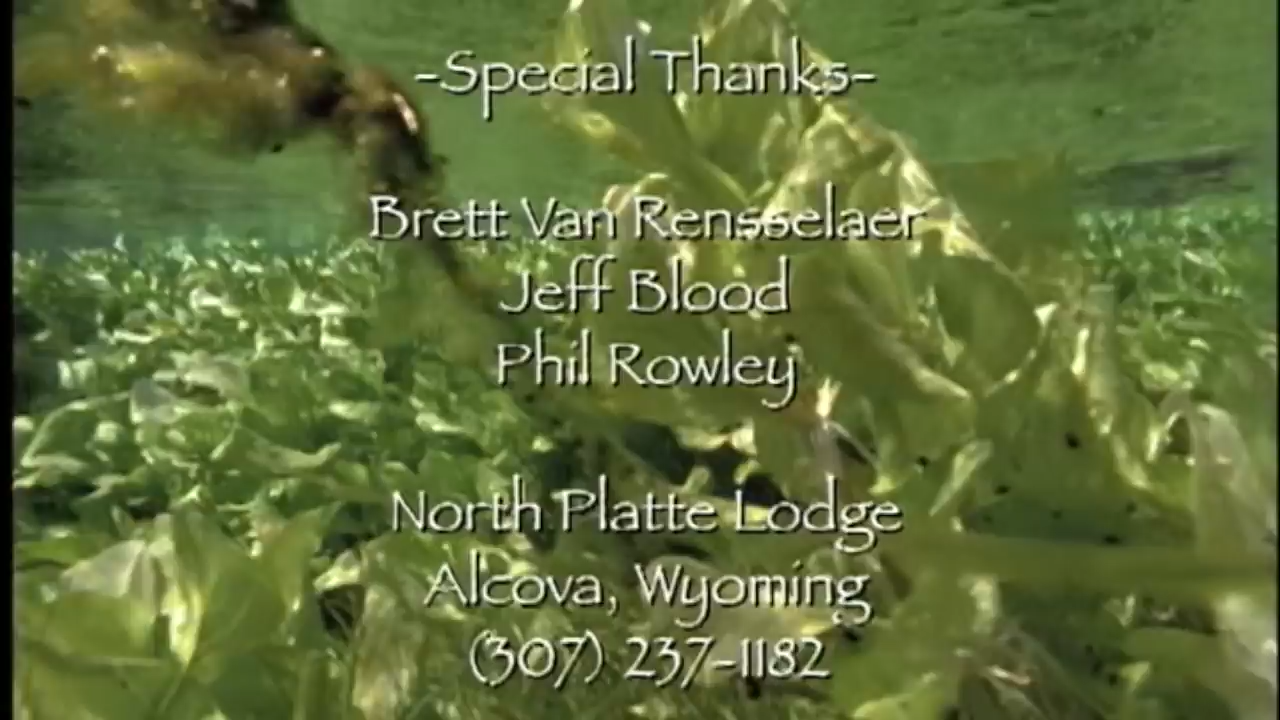 -Special Thanks-
Brett Van Rensselaer
Jeff Blood
Phil Rowley
North Platte Lodge
Alcova, Wyoming
(307) 237-1182